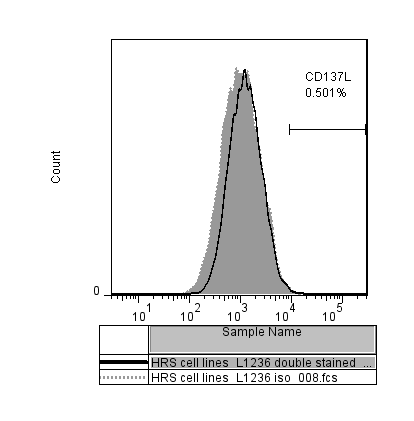 CD137L
0.501%
Count
0
10^1 10^2 10^3 10^4 10^5
Sample Name
HRS cell lines L1236 double stained ...
HRS cell lines L1236 iso 008.fcs